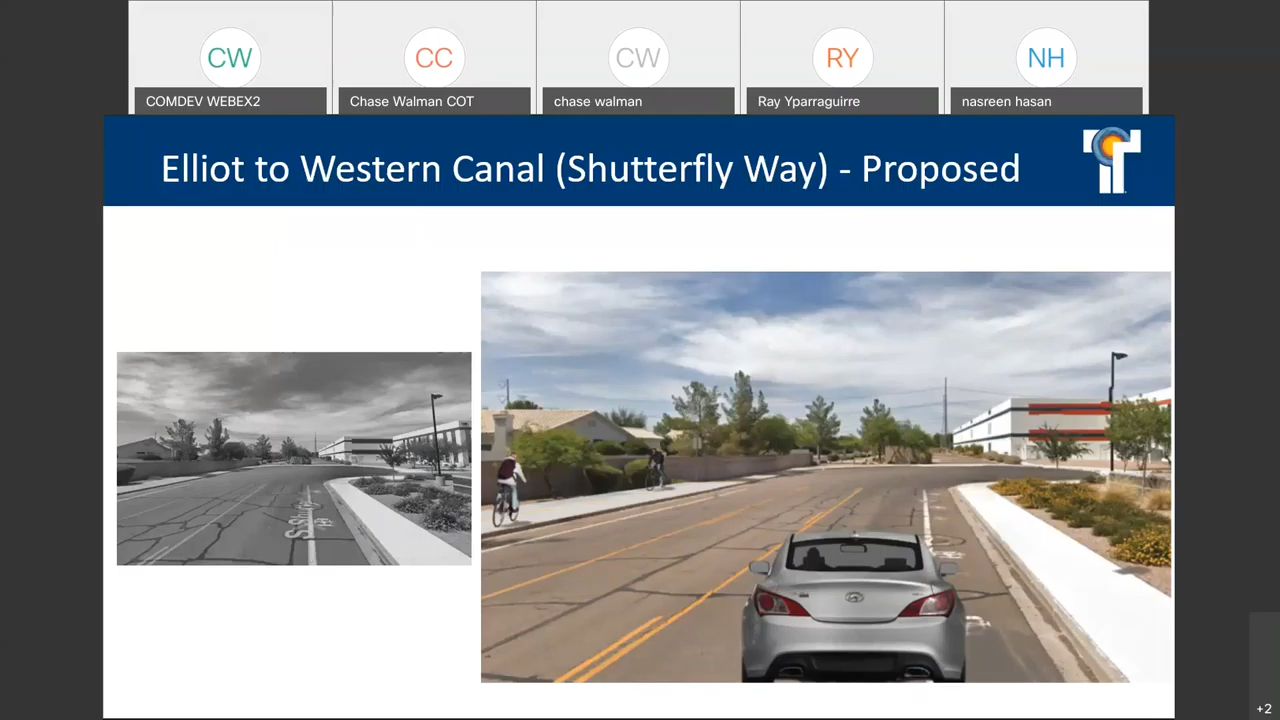 CW
CC
CW
RY
NH
COMDEV WEBEX2
Chase Walman COT
chase walman
Ray Yparraguirre
nasreen hasan
Elliot to Western Canal (Shutterfly Way) - Proposed
+2